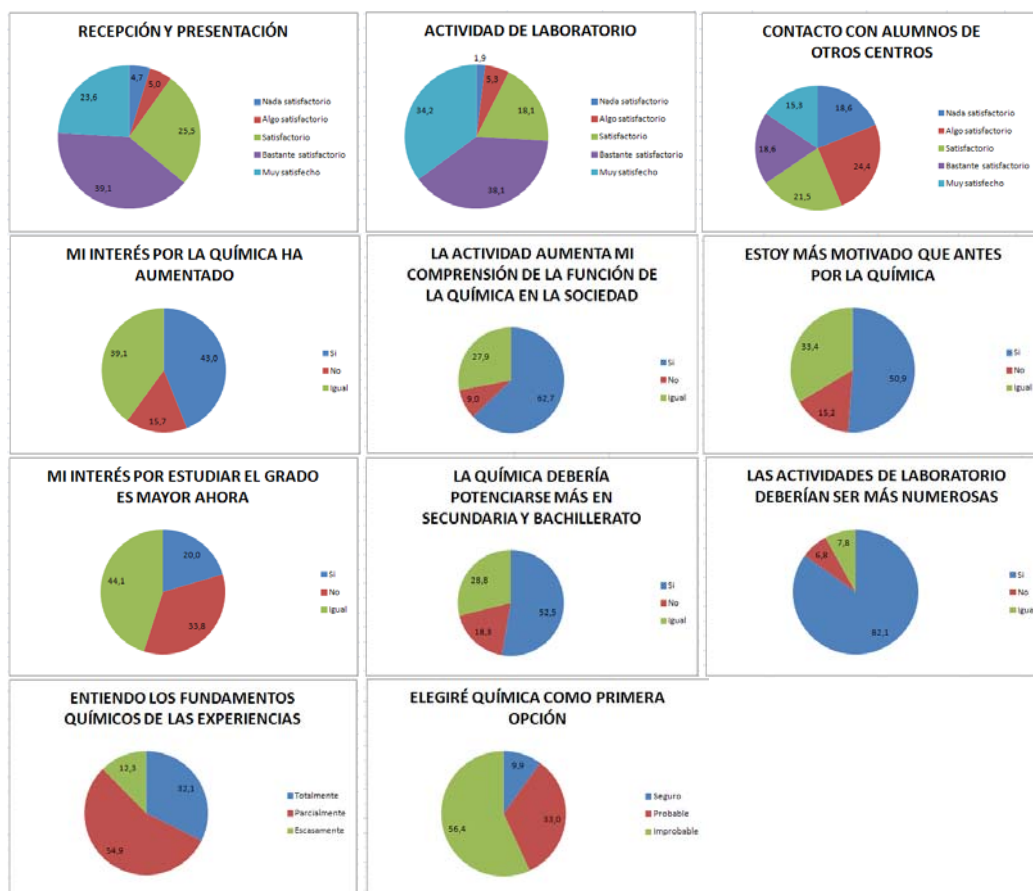 RECEPCIÓN Y PRESENTACIÓN
4,7
5,0
25,5
39,1
23,6
Nada satisfactorio
Algo satisfactorio
Satisfactorio
Bastante satisfactorio
Muy satisfecho
ACTIVIDAD DE LABORATORIO
1,9
5,3
18,1
38,1
34,2
Nada satisfactorio
Algo satisfactorio
Satisfactorio
Bastante satisfactorio
Muy satisfecho
CONTACTO CON ALUMNOS DE
OTROS CENTROS
18,6
24,4
21,5
18,6
15,3
Nada satisfactorio
Algo satisfactorio
Satisfactorio
Bastante satisfactorio
Muy satisfecho
MI INTERÉS POR LA QUÍMICA HA
AUMENTADO
43,0
15,7
39,1
Si
No
Igual
LA ACTIVIDAD AUMENTA MI
COMPRENSIÓN DE LA FUNCIÓN DE
LA QUÍMICA EN LA SOCIEDAD
62,7
9,0
27,9
Si
No
Igual
ESTOY MÁS MOTIVADO QUE ANTES
POR LA QUÍMICA
50,9
15,2
33,4
Si
No
Igual
MI INTERÉS POR ESTUDIAR EL GRADO
ES MAYOR AHORA
20,0
33,8
44,1
Si
No
Igual
LA QUÍMICA DEBERÍA
POTENCIARSE MÁS EN
SECUNDARIA Y BACHILLERATO
52,5
18,3
28,8
Si
No
Igual
LAS ACTIVIDADES DE LABORATORIO
DEBERÍAN SER MÁS NUMEROSAS
82,1
6,8
7,8
Si
No
Igual
ENTIENDO LOS FUNDAMENTOS
QUÍMICOS DE LAS EXPERIENCIAS
32,1
54,9
12,3
Totalmente
Parcialmente
Escasamente
ELEGIRÉ QUÍMICA COMO PRIMERA
OPCIÓN
9,9
33,0
56,4
Seguro
Probable
Improbable